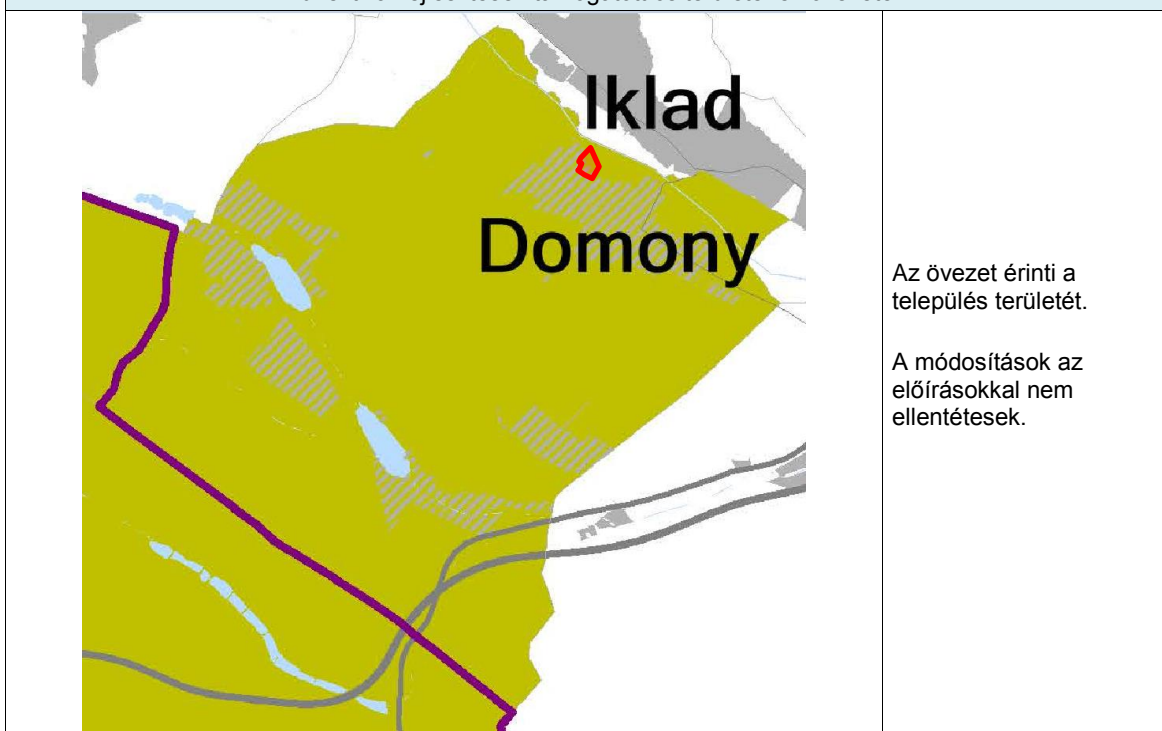 Iklad
Domony
Az övezet érinti a
település területét.
A módosítások az
előírásokkal nem
ellentétesek.